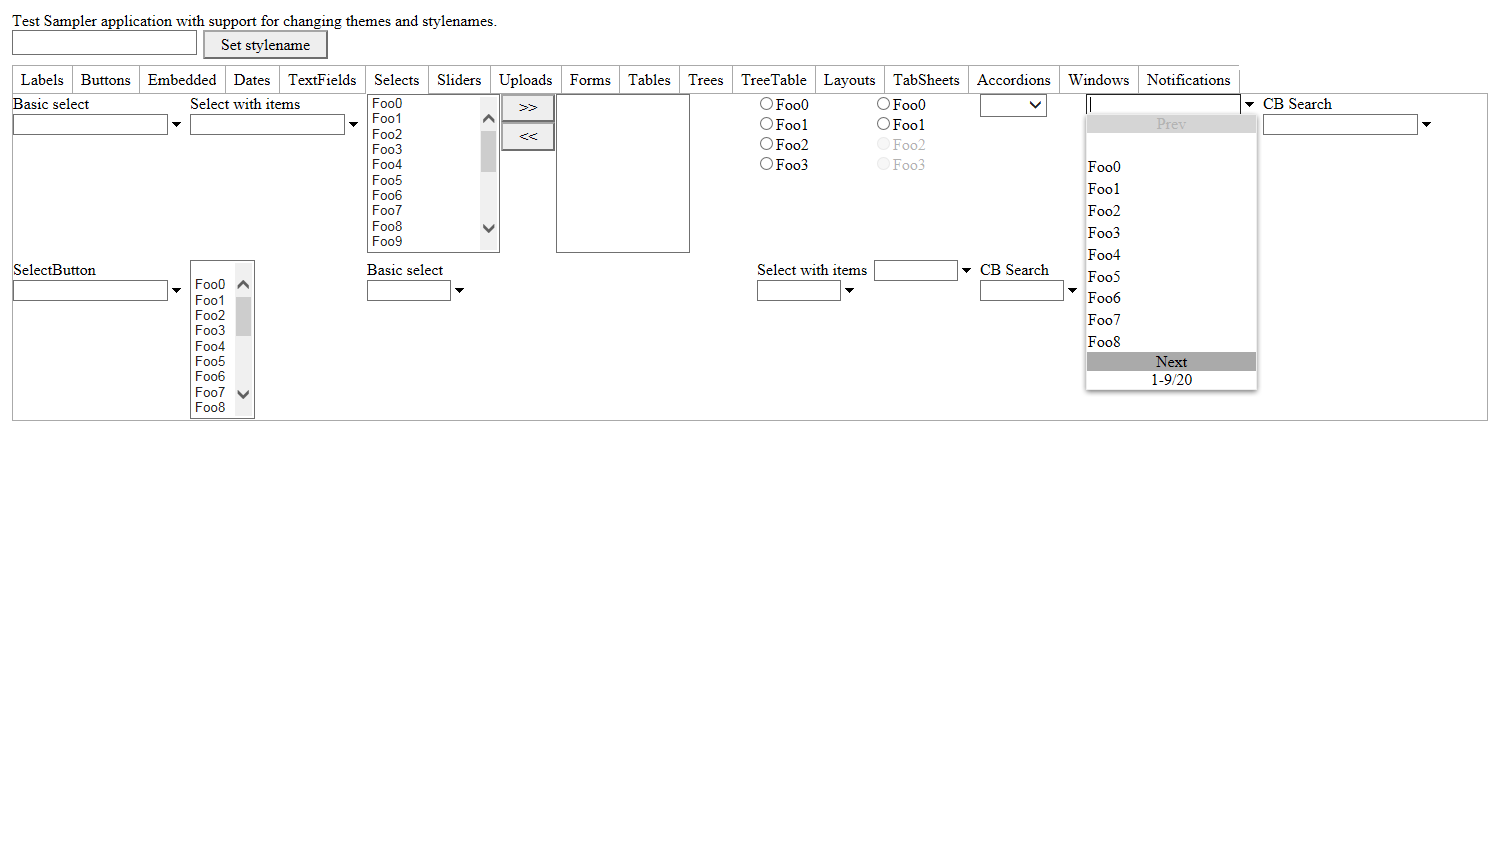 Test Sampler application with support for changing themes and stylenames.
Set stylename
Labels Buttons Embedded Dates TextFields Selects Sliders Uploads Forms Tables Trees TreeTable Layouts TabSheets Accordions Windows Notifications
Basic select
Select with items
Foo0
Foo1
Foo2
Foo3
Foo4
Foo5
Foo6
Foo7
Foo8
Foo9
>>
<<
Foo0
Foo1
Foo2
Foo3
Foo0
Foo1
Foo2
Foo3
Prev
Foo0
Foo1
Foo2
Foo3
Foo4
Foo5
Foo6
Foo7
Foo8
Next
1-9/20
CB Search
SelectButton
Foo0
Foo1
Foo2
Foo3
Foo4
Foo5
Foo6
Foo7
Foo8
Basic select
Select with items
CB Search